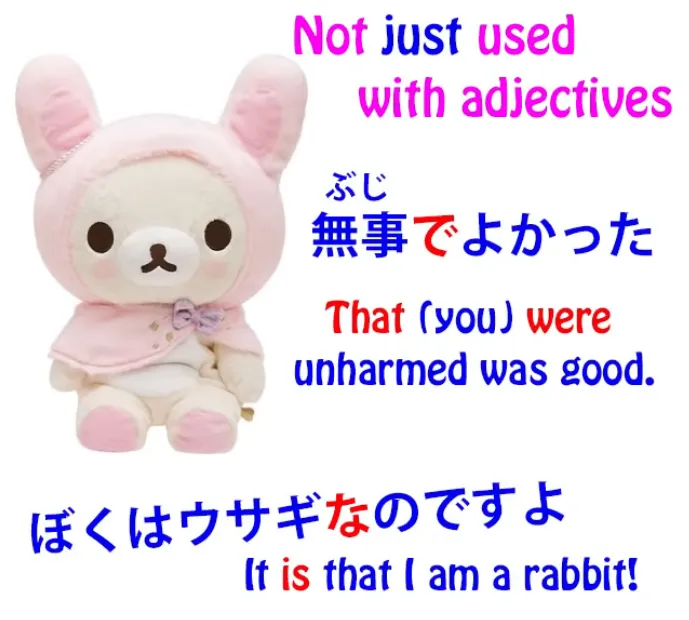 Not just used
with adjectives
ぶじ
無事でよかった
That (you) were
unharmed was good.
ぼくはウサギなのですよ
It is that I am a rabbit!